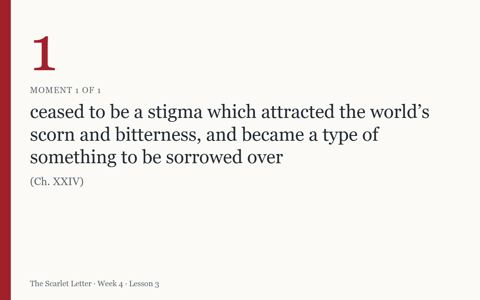 1
MOMENT 1 OF 1
ceased to be a stigma which attracted the world’s
scorn and bitterness, and became a type of
something to be sorrowed over
(Ch. XXIV)
The Scarlet Letter · Week 4 · Lesson 3